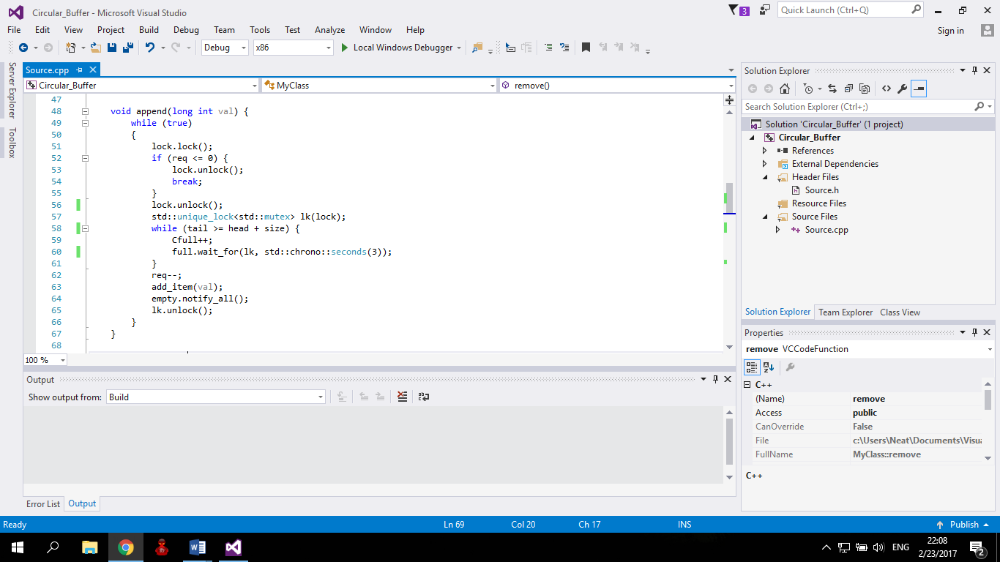 Circular_Buffer - Microsoft Visual Studio
3
Quick Launch (Ctrl+Q)
File Edit View Project Build Debug Team Tools Test Analyze Window Help
Sign in
Debug x86 Local Windows Debugger
Server Explorer
Toolbox
Source.cpp
Circular_Buffer MyClass remove()
47
48 void append(long int val) {
49 while (true)
50 {
51 lock.lock();
52 if (req <= 0) {
53 lock.unlock();
54 break;
55 }
56 lock.unlock();
57 std::unique_lock<std::mutex> lk(lock);
58 while (tail >= head + size) {
59 Cfull++;
60 full.wait_for(lk, std::chrono::seconds(3));
61 }
62 req--;
63 add_item(val);
64 empty.notify_all();
65 lk.unlock();
66 }
67 }
68
100 %
Output
Show output from: Build
Error List Output
Solution Explorer
Search Solution Explorer (Ctrl+;)
Solution 'Circular_Buffer' (1 project)
Circular_Buffer
References
External Dependencies
Header Files
Source.h
Resource Files
Source Files
Source.cpp
Solution Explorer Team Explorer Class View
Properties
remove VCCodeFunction
C++
(Name) remove
Access public
CanOverride False
File c:\Users\Neat\Documents\Visua
FullName MyClass::remove
C++
Ready Ln 69 Col 20 Ch 17 INS Publish
ENG
22:08
2/23/2017
2